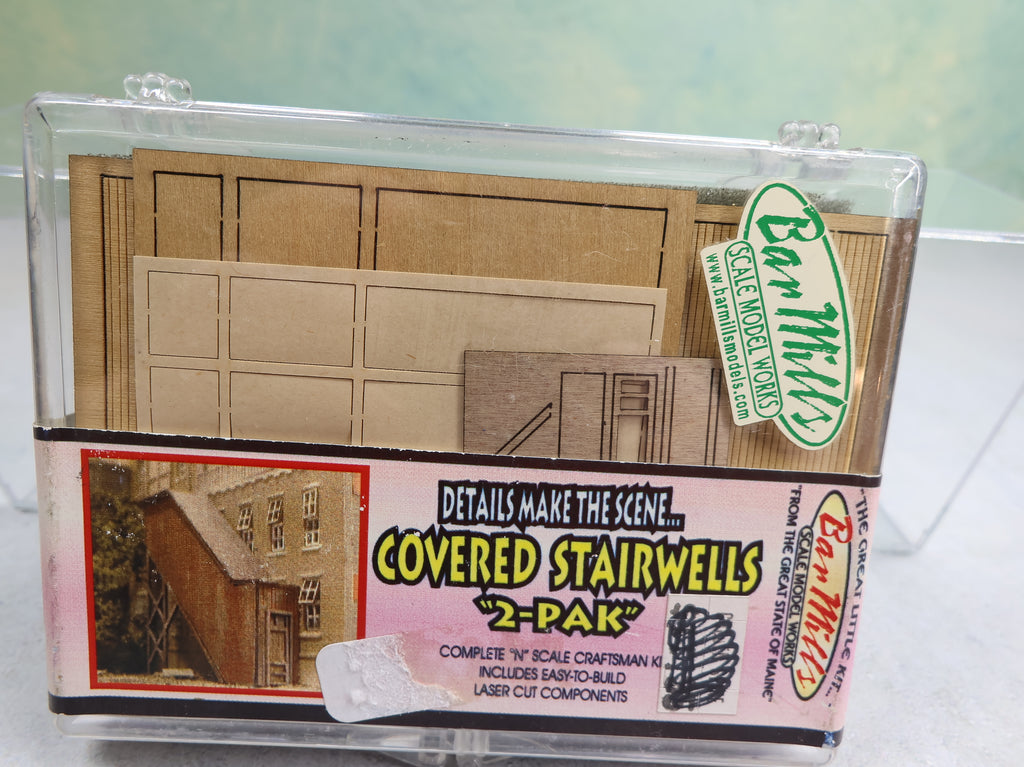 Bar Mills
SCALE MODEL WORKS
www.barmillsmodels.com
DETAILS MAKE THE SCENE...
COVERED STAIRWELLS
"2-PAK"
COMPLETE "N" SCALE CRAFTSMAN
INCLUDES EASY-TO-BUILD
LASER CUT COMPONENTS
"THE GREAT LITTLE KIT...
Bar Mills
SCALE MODEL WORKS
"FROM THE GREAT STATE OF MAINE"